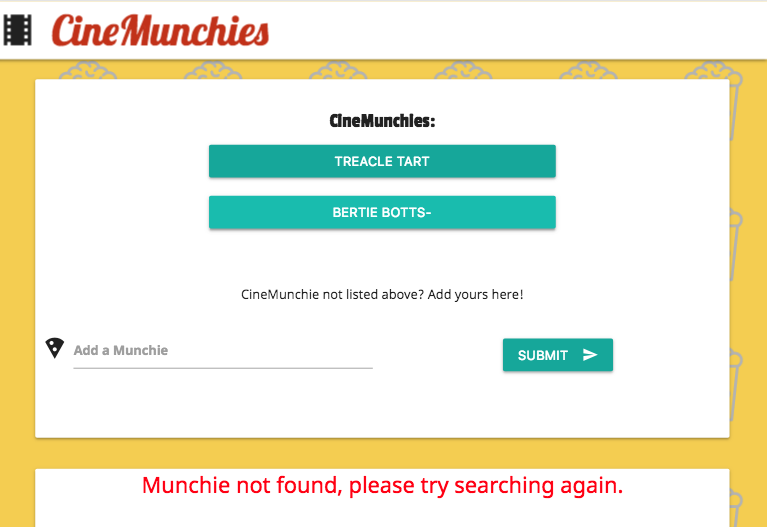 CineMunchies
CineMunchies:
TREACLE TART
BERTIE BOTTS-
CineMunchie not listed above? Add yours here!
Add a Munchie
SUBMIT
Munchie not found, please try searching again.